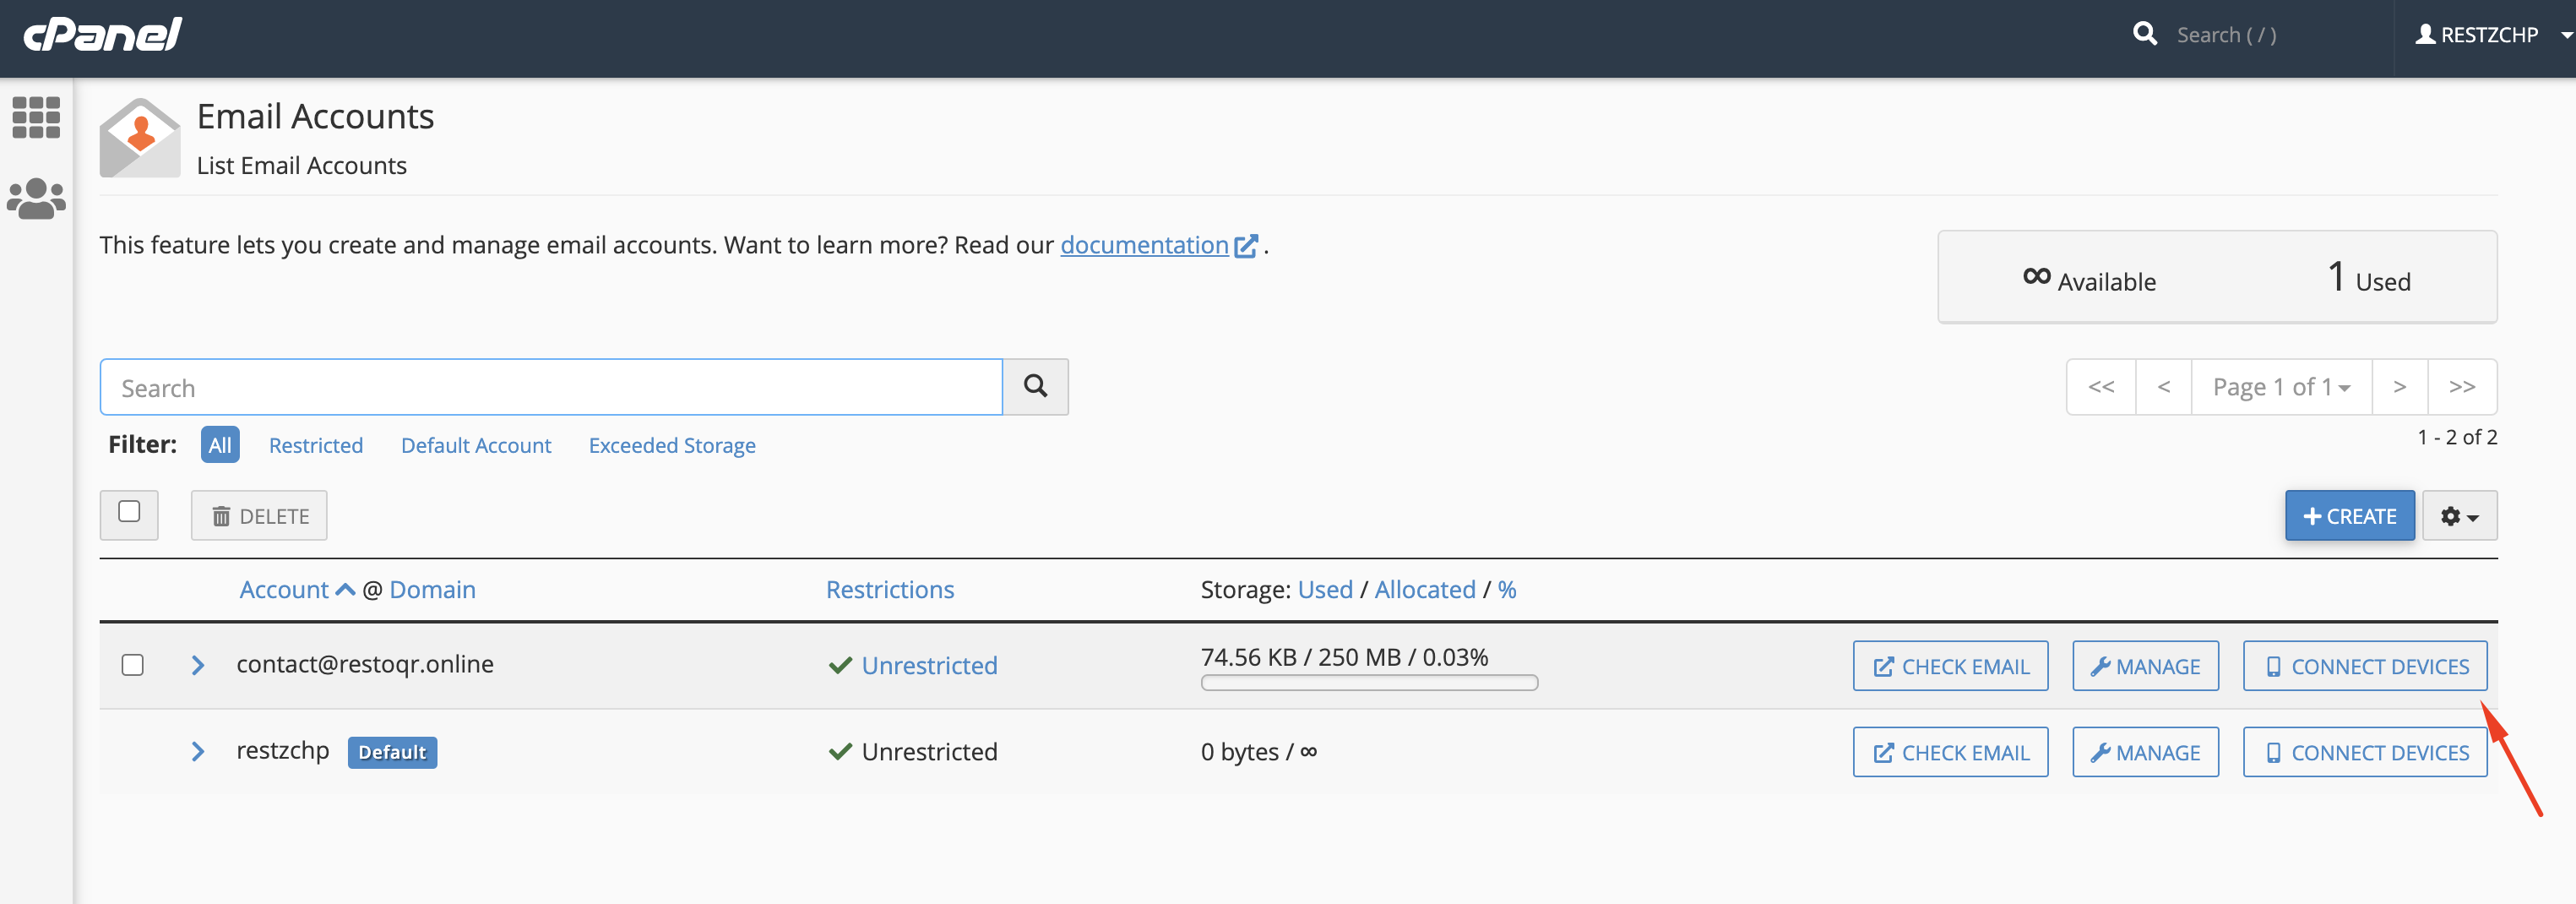 cPanel
Search ( / )
RESTZCHP
Email Accounts
List Email Accounts
This feature lets you create and manage email accounts. Want to learn more? Read our documentation .
∞ Available
1 Used
Search
<< < Page 1 of 1 > >>
Filter: All Restricted Default Account Exceeded Storage
1 - 2 of 2
DELETE
+ CREATE
Account @ Domain
Restrictions
Storage: Used / Allocated / %
contact@restoqr.online
Unrestricted
74.56 KB / 250 MB / 0.03%
CHECK EMAIL
MANAGE
CONNECT DEVICES
restzchp Default
Unrestricted
0 bytes / ∞
CHECK EMAIL
MANAGE
CONNECT DEVICES